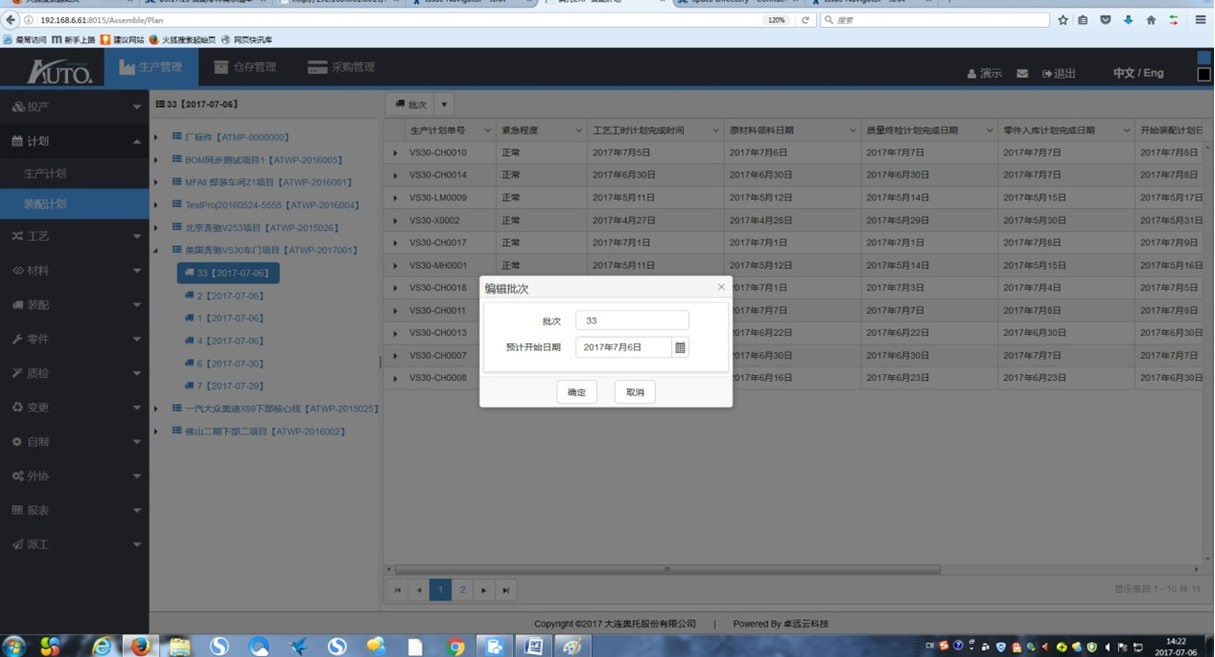 192.168.6.61:8015/Assemble/Plan
120%
搜索
最常访问 新手上路 建议网站 火狐搜索起始页 网页快讯库
AUTO.
生产管理 仓存管理 采购管理
演示 退出 中文 / Eng
投产
计划
生产计划
装配计划
工艺
材料
装配
零件
质检
变更
自制
外协
报表
派工
33【2017-07-06】
厂标件【ATMP-0000000】
BOM同步测试项目1【ATWP-2016005】
MFAII 焊装车间Z1项目【ATWP-2016001】
TestProj20160524-5555【ATWP-2016004】
北京奔驰V253项目【ATWP-2015026】
美国奔驰VS30车门项目【ATWP-2017001】
33【2017-07-06】
2【2017-07-06】
1【2017-07-06】
4【2017-07-06】
6【2017-07-30】
7【2017-07-29】
一汽大众奥迪X89下部核心线【ATWP-2015025】
佛山二期下部二项目【ATWP-2016002】
批次
生产计划单号 紧急程度 工艺工时计划完成时间 原材料领料日期 质量终检计划完成日期 零件入库计划完成日期 开始装配计划日
VS30-CH0010 正常 2017年7月5日 2017年7月6日 2017年7月7日 2017年7月7日 2017年7月8日
VS30-CH0014 正常 2017年6月30日 2017年6月30日 2017年6月30日 2017年7月7日 2017年7月8日
VS30-LM0009 正常 2017年5月11日 2017年5月12日 2017年5月14日 2017年5月15日 2017年5月17日
VS30-X0002 正常 2017年4月27日 2017年4月28日 2017年5月29日 2017年5月30日 2017年5月31日
VS30-CH0017 正常 2017年7月1日 2017年7月1日 2017年7月1日 2017年7月8日 2017年7月9日
VS30-MH0001 正常 2017年5月11日 2017年5月12日 2017年5月14日 2017年5月15日 2017年5月16日
VS30-CH0018 017年7月1日 2017年7月3日 2017年7月4日 2017年7月5日
VS30-CH0011 017年7月7日 2017年7月7日 2017年7月8日 2017年7月8日
VS30-CH0013 017年6月22日 2017年6月22日 2017年6月30日 2017年6月30日
VS30-CH0007 017年6月30日 2017年6月30日 2017年7月7日 2017年7月7日
VS30-CH0008 017年6月16日 2017年6月23日 2017年6月23日 2017年6月30日
编辑批次 ×
批次 33
预计开始日期 2017年7月6日
确定 取消
1 2
显示条目 1 - 10 共 11
Copyright ©2017 大连奥托股份有限公司 | Powered By 卓远云科技
14:22
2017-07-06